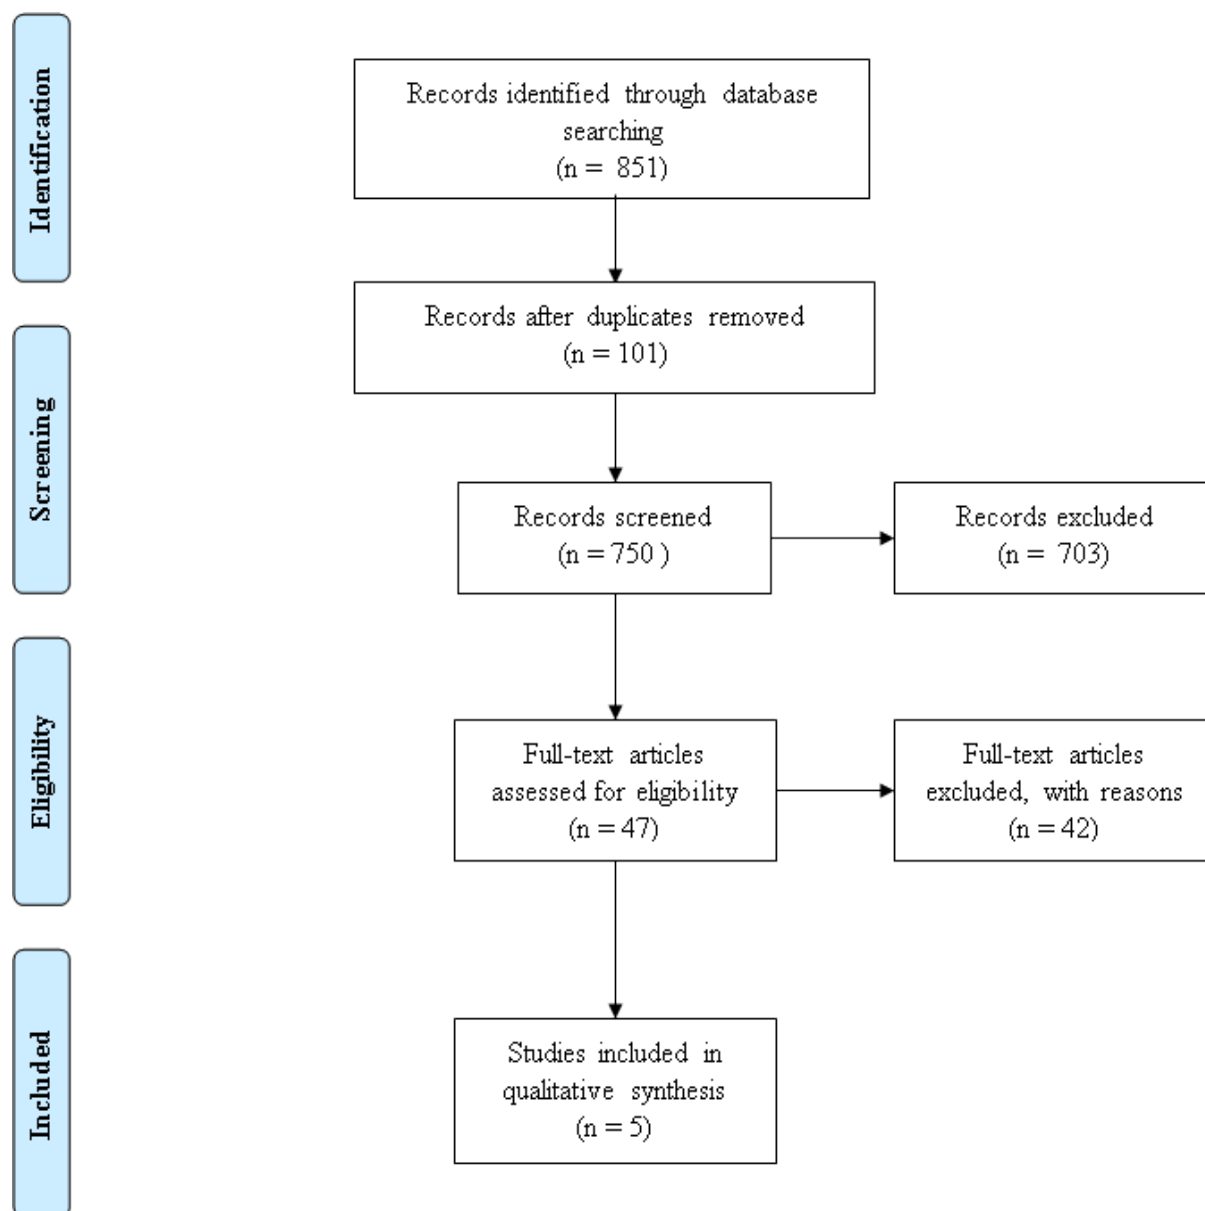 Identification
Records identified through database
searching
(n = 851)
Records after duplicates removed
(n = 101)
Screening
Records screened
(n = 750 )
Records excluded
(n = 703)
Eligibility
Full-text articles
assessed for eligibility
(n = 47)
Full-text articles
excluded, with reasons
(n = 42)
Included
Studies included in
qualitative synthesis
(n = 5)